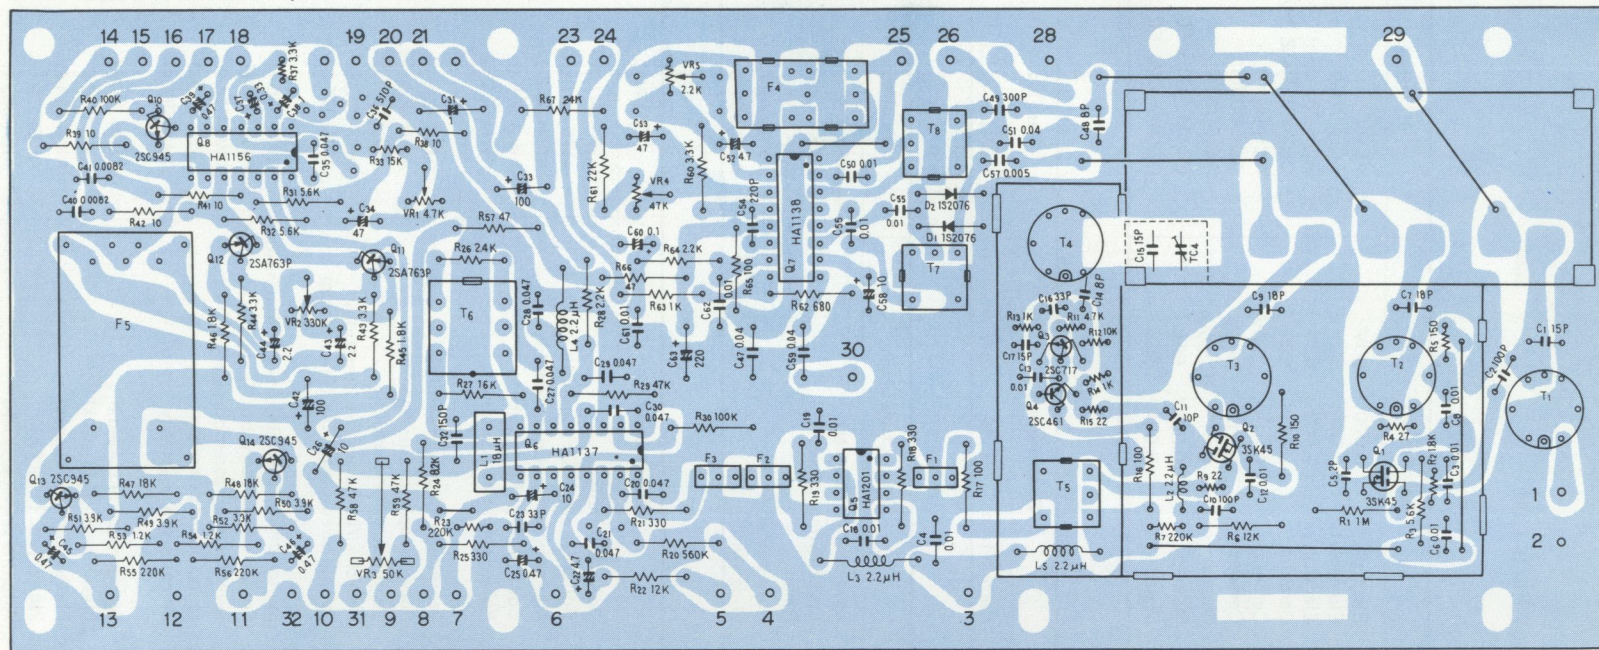 14 15 16 17 18 19 20 21 23 24 25 26 28 29
R37 3.3K
R40 100K
Q10
C39
047
C37
0.33
C38 1
C36 510P
C31
1
R67 24K
VR5
2.2K
F4
C49 300P
C48 8P
R39 10
2SC945
Q8
HA1156
C35 0.047
R38 10
R33 15K
C53
47
R60 3.3K
C52 4.7
T8
C51 0.04
C57 0.005
C41 0.0082
C40 0.0082
R41 10
R42 10
R31 5.6K
R32 5.6K
C34
47
VR1 4.7K
C33
100
R61 22K
VR4
47K
C54 220P
HA1138
Q7
C50 0.01
C55
0.01
D2 1S2076
D1 1S2076
T7
T4
C15 15P
TC4
Q12
2SA763P
Q11
2SA763P
R57 47
R26 2.4K
C60 0.1
R64 2.2K
R66
47
R63 1K
R65 100
C62
0.01
R62 680
C58 10
C14 8P
C16 33P
F5
R46 1.8K
R44 3.3K
VR2 330K
R43 3.3K
R45 1.8K
C44
2.2
C43
2.2
T6
C28 0.047
L4 2.2µH
R28 2.2K
C61 0.01
C63
220
C47 0.04
C59 0.04
30
R13 1K
R11 4.7K
R12 10K
Q3
2SC717
C17 15P
C13
0.01
R14 1K
Q4
2SC461
R15 22
C9 18P
C7 18P
R5 150
C1 15P
T3
T2
C2 100P
T1
C42
100
R27 16K
C27 0.047
C29 0.047
R29 47K
C30
0.047
R30 100K
C32 150P
L1
18µH
Q6
HA1137
C19
0.01
C11
10P
Q2
3SK45
R10 150
C8 0.01
R4 27
Q14 2SC945
C26
10
Q13 2SC945
R47 18K
R48 18K
R49 3.9K
R50 3.9K
R51 3.9K
R52 3.9K
R53 1.2K
R54 1.2K
R55 220K
R56 220K
C45
0.47
C46
0.47
R58 47K
R59 47K
VR3 50K
R24 82K
R23
220K
R25 330
C24
10
C23 33P
C25 0.47
C20 0.047
R21 330
C21
0.047
R20 560K
C22 4.7
R22 12K
F3
F2
R19 330
Q5
HA1201
R18 330
F1
R17 100
C18 0.01
L3 2.2µH
C4
0.01
T5
L5 2.2µH
R16 100
L2 2.2µH
R9 22
C10 100P
C12 0.01
R7 220K
R6 12K
C5 2P
Q1
3SK45
R1 1M
R2 1.8K
R3 5.6K
C3 0.01
C6 0.01
1
2
13 12 11 32 10 31 9 8 7 6 5 4 3